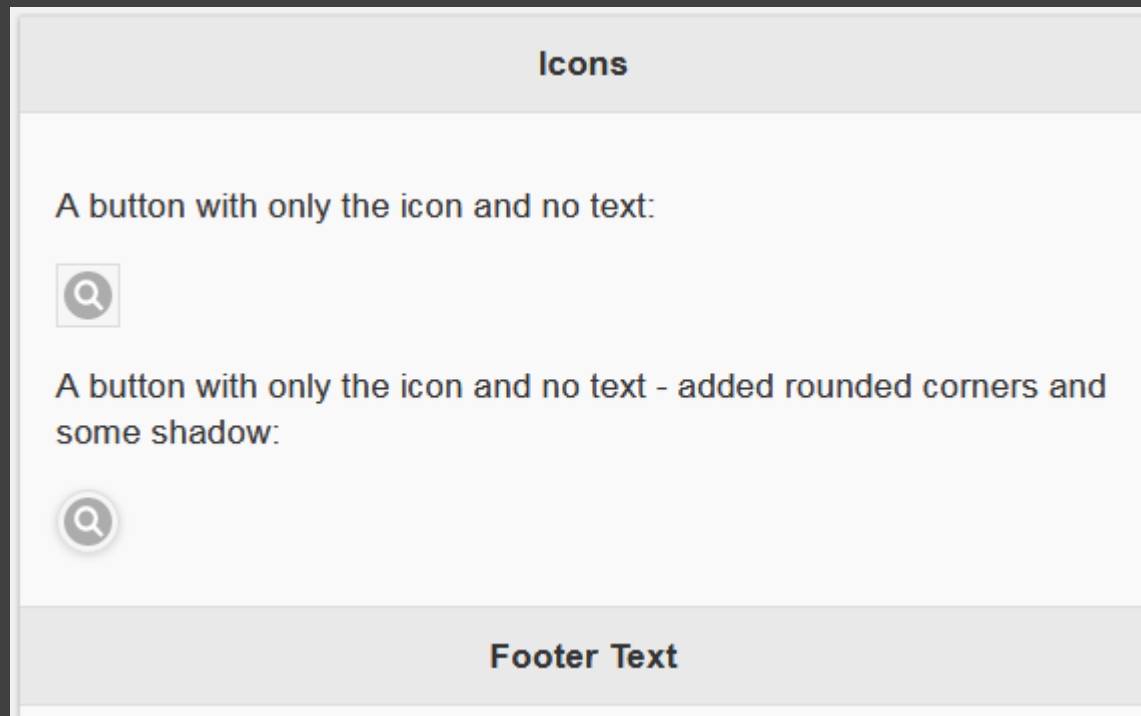 Icons
A button with only the icon and no text:
A button with only the icon and no text - added rounded corners and
some shadow:
Footer Text